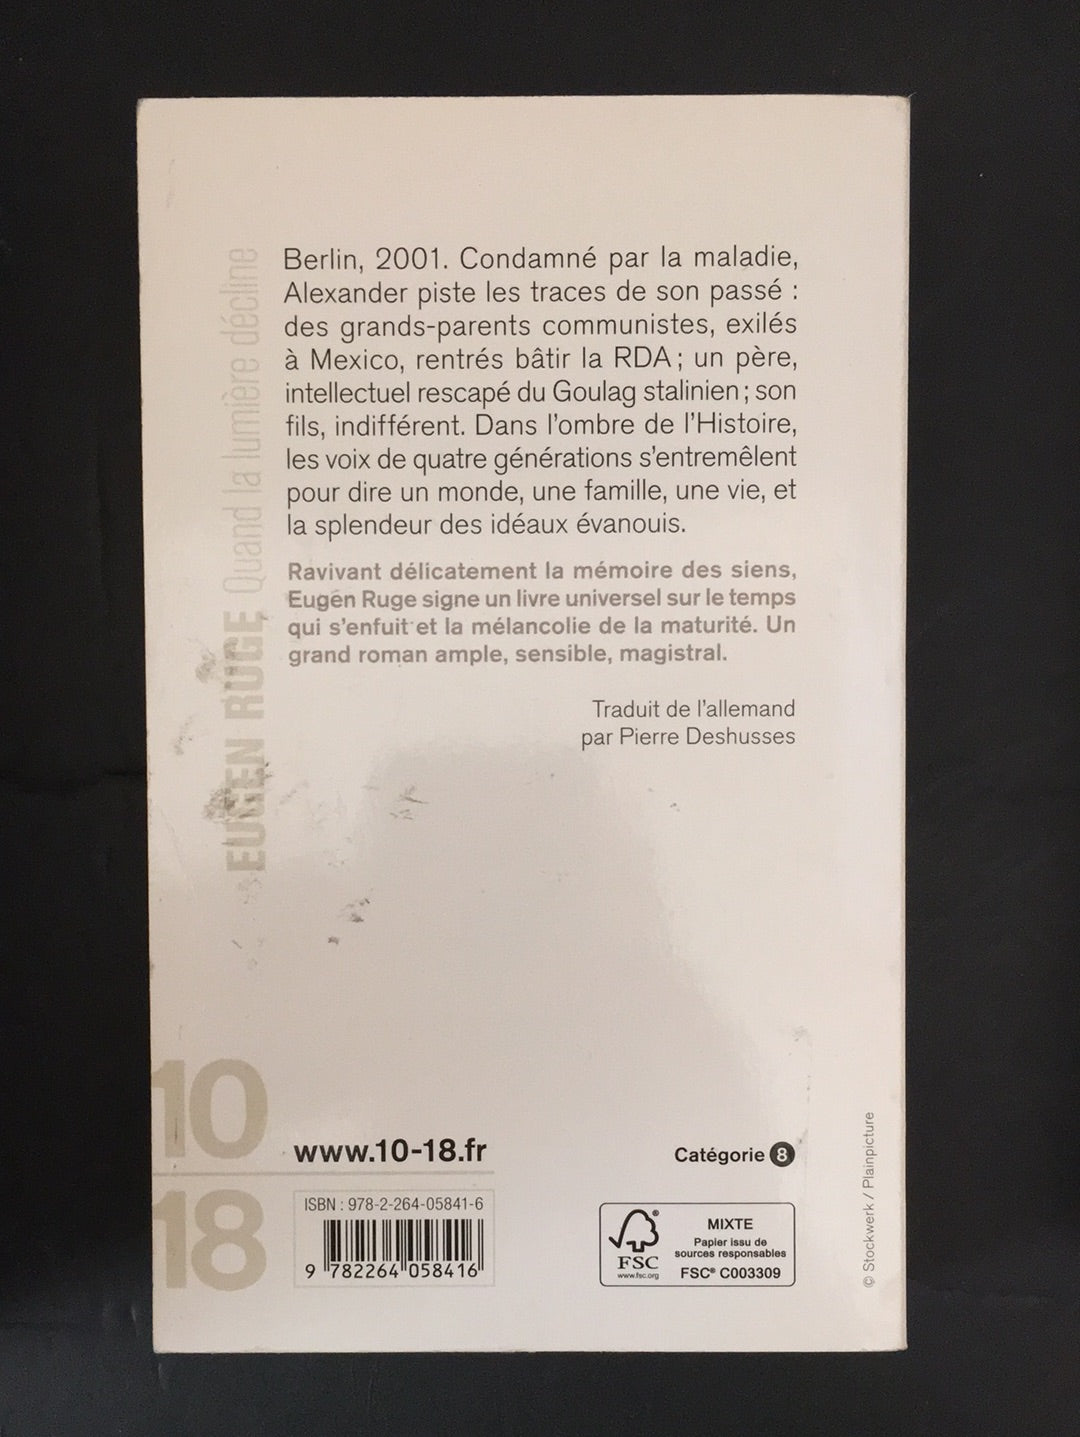 EUGEN RUGE Quand la lumière décline
Berlin, 2001. Condamné par la maladie,
Alexander piste les traces de son passé :
des grands-parents communistes, exilés
à Mexico, rentrés bâtir la RDA ; un père,
intellectuel rescapé du Goulag stalinien ; son
fils, indifférent. Dans l'ombre de l'Histoire,
les voix de quatre générations s'entremêlent
pour dire un monde, une famille, une vie, et
la splendeur des idéaux évanouis.
Ravivant délicatement la mémoire des siens,
Eugen Ruge signe un livre universel sur le temps
qui s'enfuit et la mélancolie de la maturité. Un
grand roman ample, sensible, magistral.
Traduit de l'allemand
par Pierre Deshusses
10
18
www.10-18.fr
Catégorie 8
ISBN : 978-2-264-05841-6
9 782264 058416
FSC®
www.fsc.org
MIXTE
Papier issu de
sources responsables
FSC® C003309
© Stockwerk / Plainpicture